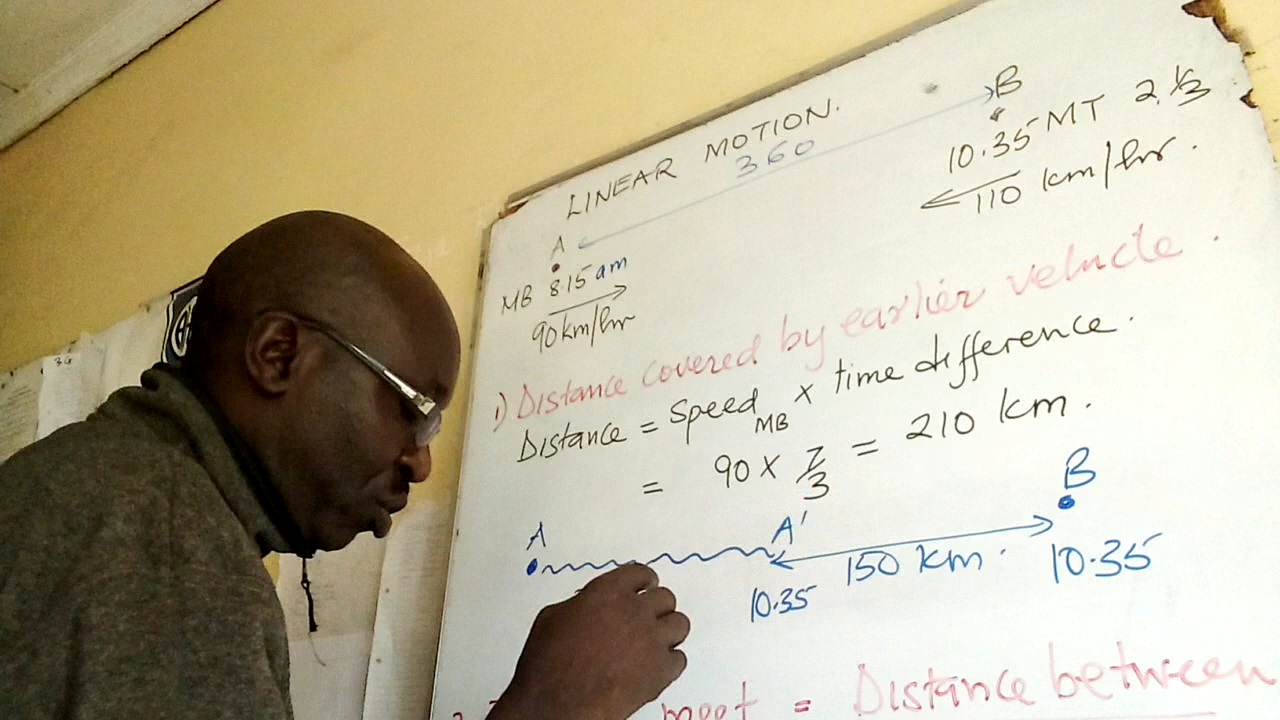 LINEAR MOTION.
360
B
10.35 MT 2 1/3
110 km/hr.
A
MB 8.15 am
90km/hr
1) Distance covered by earlier vehicle.
Distance = Speed MB × time difference.
= 90 × 7/3 = 210 km.
A A' B
10.35 150 km. 10.35
meet = Distance between